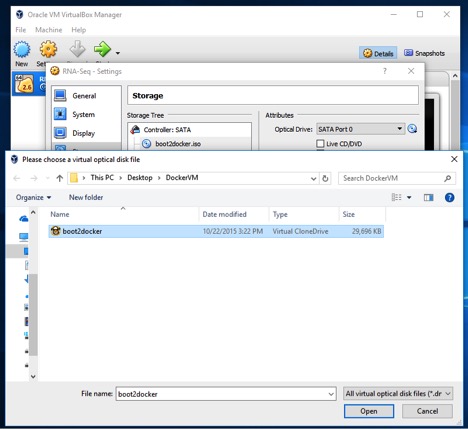 Oracle VM VirtualBox Manager
File Machine Help
New
Details Snapshots
2.6
RNA-Seq - Settings ?
General
System
Display
Storage
Storage Tree
Controller: SATA
boot2docker.iso
Attributes
Optical Drive: SATA Port 0
Live CD/DVD
Please choose a virtual optical disk file
This PC > Desktop > DockerVM
Search DockerVM
Organize New folder
Name Date modified Type Size
boot2docker 10/22/2015 3:22 PM Virtual CloneDrive 29,696 KB
File name: boot2docker All virtual optical disk files (*.dr
Open Cancel